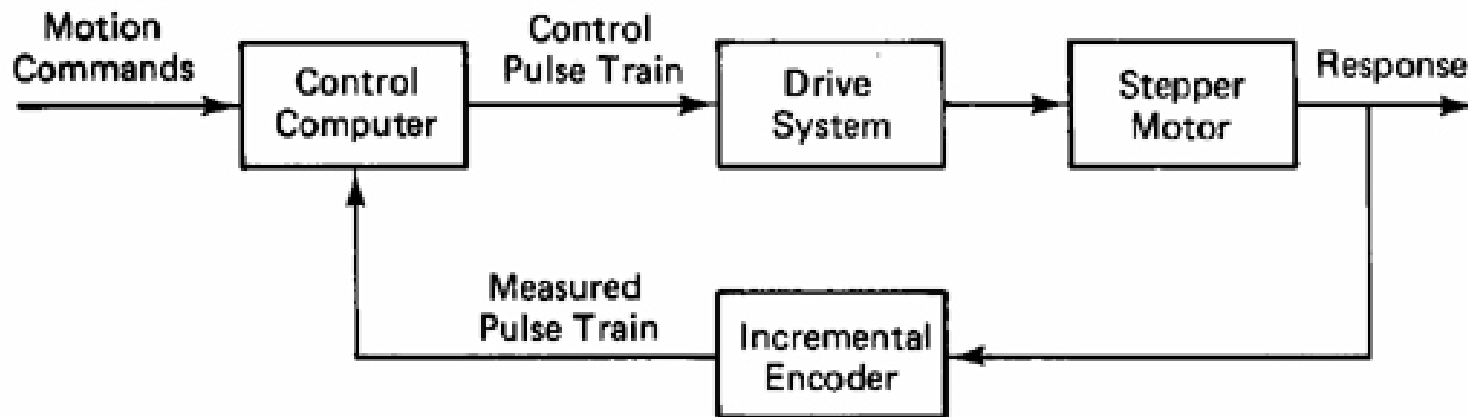 Motion
Commands
Control
Computer
Control
Pulse Train
Drive
System
Stepper
Motor
Response
Measured
Pulse Train
Incremental
Encoder